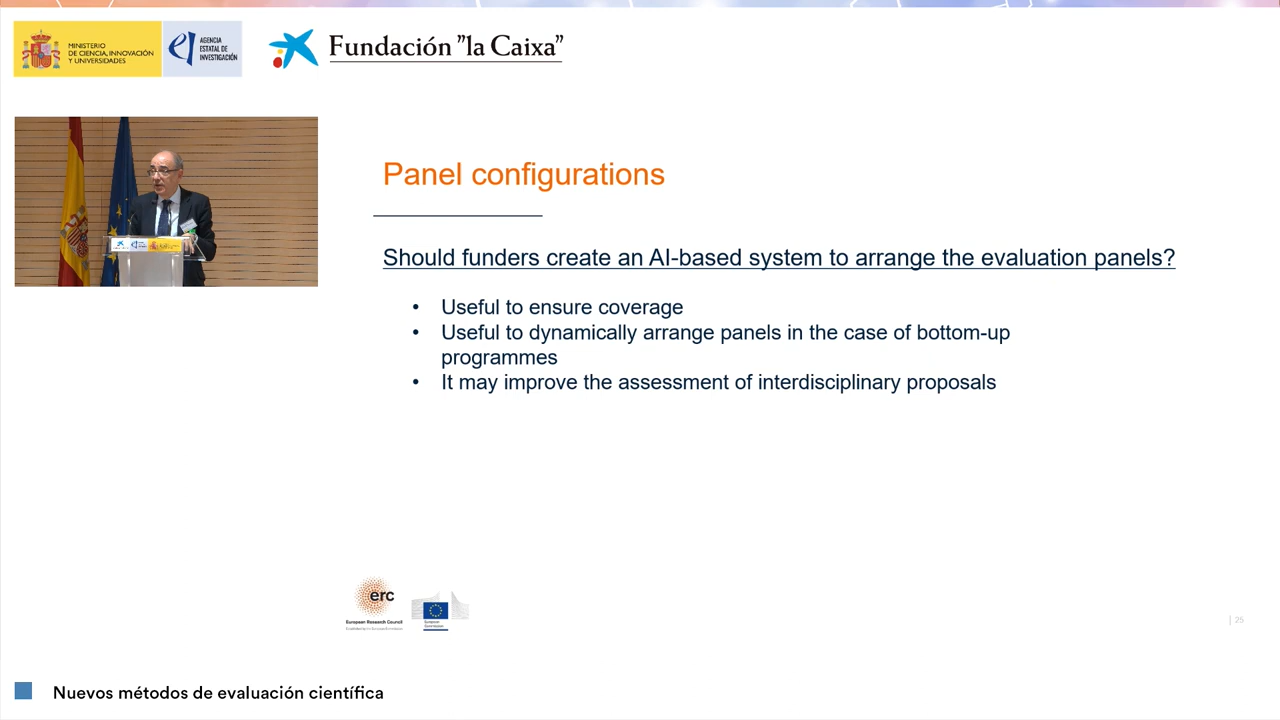 MINISTERIO
DE CIENCIA, INNOVACIÓN
Y UNIVERSIDADES
AGENCIA
ESTATAL DE
INVESTIGACIÓN
Fundación "la Caixa"
Panel configurations
Should funders create an AI-based system to arrange the evaluation panels?
• Useful to ensure coverage
• Useful to dynamically arrange panels in the case of bottom-up
programmes
• It may improve the assessment of interdisciplinary proposals
erc
European Research Council
European
Commission
| 25
Nuevos métodos de evaluación científica